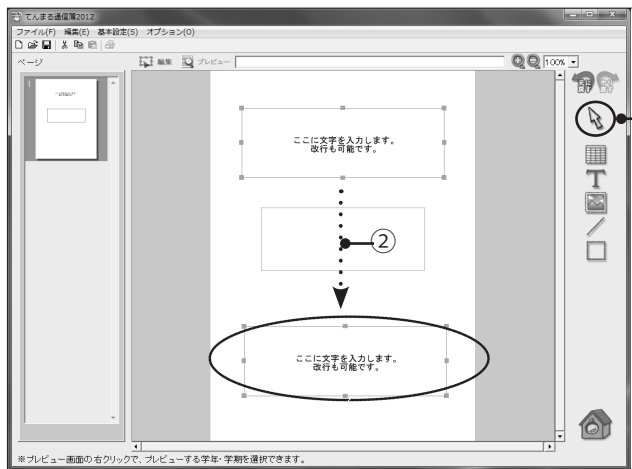 てんまる通信簿2012
ファイル(F) 編集(E) 基本設定(S) オプション(O)
ページ
編集 プレビュー 100%
1
ここに文字を入力します。
改行も可能です。
②
ここに文字を入力します。
改行も可能です。
T
※プレビュー画面の右クリックで、プレビューする学年・学期を選択できます。